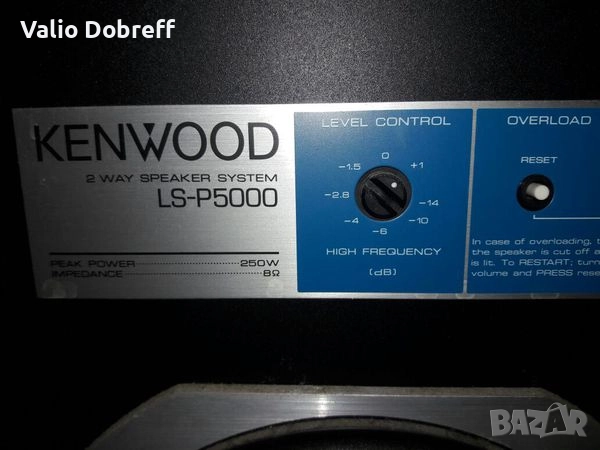 Valio Dobreff
KENWOOD
2 WAY SPEAKER SYSTEM
LS-P5000
PEAK POWER 250W
IMPEDANCE 8Ω
LEVEL CONTROL
0
-1.5 +1
-2.8 -14
-4 -10
-6
HIGH FREQUENCY
(dB)
OVERLOAD
RESET
In case of overloading, t
the speaker is cut off a
is lit. To RESTART; turn
volume and PRESS rese
BAZAR